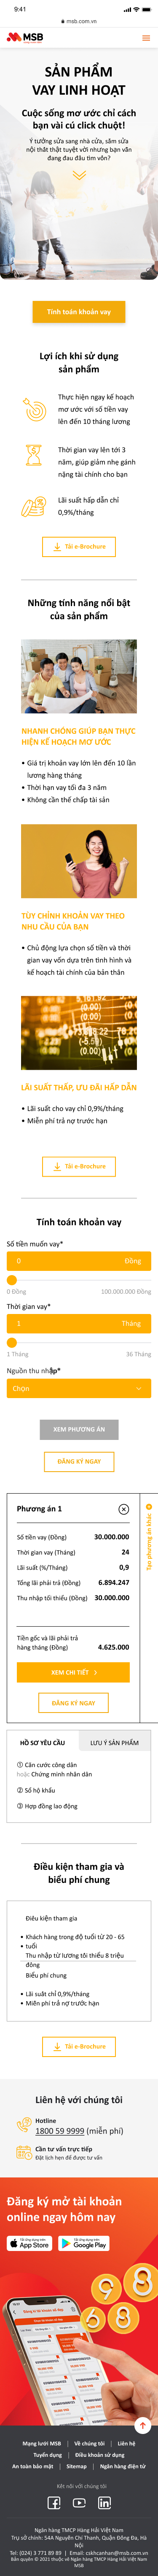 9:41
msb.com.vn
MSB
SẢN PHẨM
VAY LINH HOẠT
Cuộc sống mơ ước chỉ cách
bạn vài cú click chuột!
Ý tưởng sửa sang nhà cửa, sắm sửa
nội thất thật tuyệt vời nhưng bạn vẫn
đang đau đầu tìm vốn?
Tính toán khoản vay
Lợi ích khi sử dụng
sản phẩm
Thực hiện ngay kế hoạch
mơ ước với số tiền vay
lên đến 10 tháng lương
Thời gian vay lên tới 3
năm, giúp giảm nhẹ gánh
nặng tài chính cho bạn
Lãi suất hấp dẫn chỉ
0,9%/tháng
Tải e-Brochure
Những tính năng nổi bật
của sản phẩm
NHANH CHÓNG GIÚP BẠN THỰC
HIỆN KẾ HOẠCH MƠ ƯỚC
• Giá trị khoản vay lớn lên đến 10 lần
lương hàng tháng
• Thời hạn vay tối đa 3 năm
• Không cần thế chấp tài sản
TÙY CHỈNH KHOẢN VAY THEO
NHU CẦU CỦA BẠN
• Chủ động lựa chọn số tiền và thời
gian vay vốn dựa trên tình hình và
kế hoạch tài chính của bản thân
LÃI SUẤT THẤP, ƯU ĐÃI HẤP DẪN
• Lãi suất cho vay chỉ 0,9%/tháng
• Miễn phí trả nợ trước hạn
Tải e-Brochure
Tính toán khoản vay
Số tiền muốn vay*
0 Đồng
0 Đồng 100.000.000 Đồng
Thời gian vay*
1 Tháng
1 Tháng 36 Tháng
Nguồn thu nhập*
Chọn
XEM PHƯƠNG ÁN
ĐĂNG KÝ NGAY
Phương án 1
Tạo phương án khác
Số tiền vay (Đồng) 30.000.000
Thời gian vay (Tháng) 24
Lãi suất (%/Tháng) 0,9
Tổng lãi phải trả (Đồng) 6.894.247
Thu nhập tối thiểu (Đồng) 30.000.000
Tiền gốc và lãi phải trả
hàng tháng (Đồng) 4.625.000
XEM CHI TIẾT
ĐĂNG KÝ NGAY
HỒ SƠ YÊU CẦU
LƯU Ý SẢN PHẨM
① Căn cước công dân
hoặc Chứng minh nhân dân
② Sổ hộ khẩu
③ Hợp đồng lao động
Điều kiện tham gia và
biểu phí chung
Điều kiện tham gia
• Khách hàng trong độ tuổi từ 20 - 65
tuổi
Thu nhập từ lương tối thiểu 8 triệu
đồng
Biểu phí chung
• Lãi suất chỉ 0,9%/tháng
• Miễn phí trả nợ trước hạn
Tải e-Brochure
Liên hệ với chúng tôi
Hotline
1800 59 9999 (miễn phí)
Cần tư vấn trực tiếp
Đặt lịch hẹn để được tư vấn
Đăng ký mở tài khoản
online ngay hôm nay
App Store
Google Play
9
8
6
8
Mạng lưới MSB | Về chúng tôi | Liên hệ
Tuyển dụng | Điều khoản sử dụng
An toàn bảo mật | Sitemap | Ngân hàng điện tử
Kết nối với chúng tôi
Ngân hàng TMCP Hàng Hải Việt Nam
Trụ sở chính: 54A Nguyễn Chí Thanh, Quận Đống Đa, Hà
Nội
Tel: (024) 3 771 89 89 | Email: cskhcanhan@msb.com.vn
Bản quyền © 2021 thuộc về Ngân hàng TMCP Hàng Hải Việt Nam
MSB